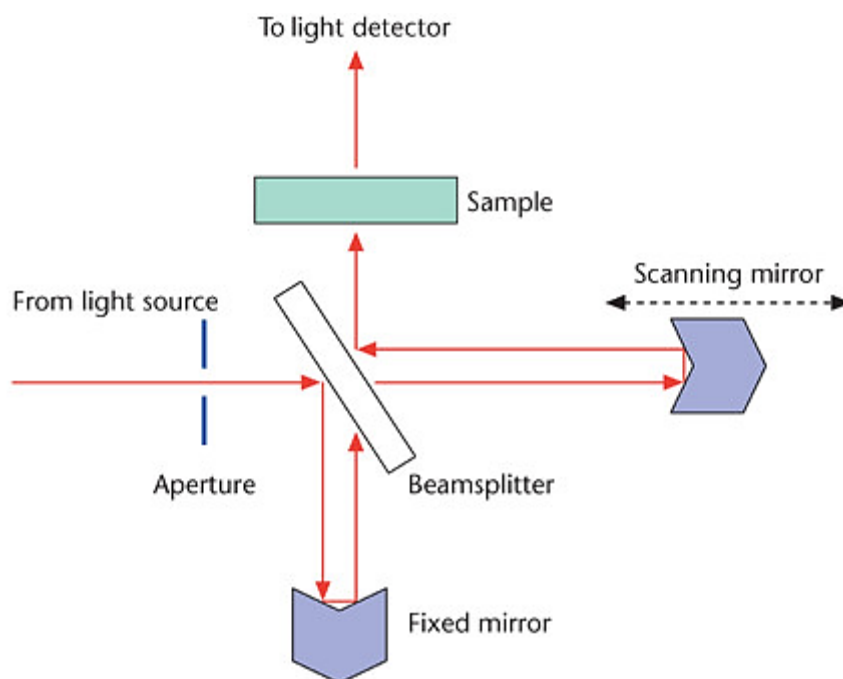 To light detector
Sample
Scanning mirror
From light source
Aperture
Beamsplitter
Fixed mirror